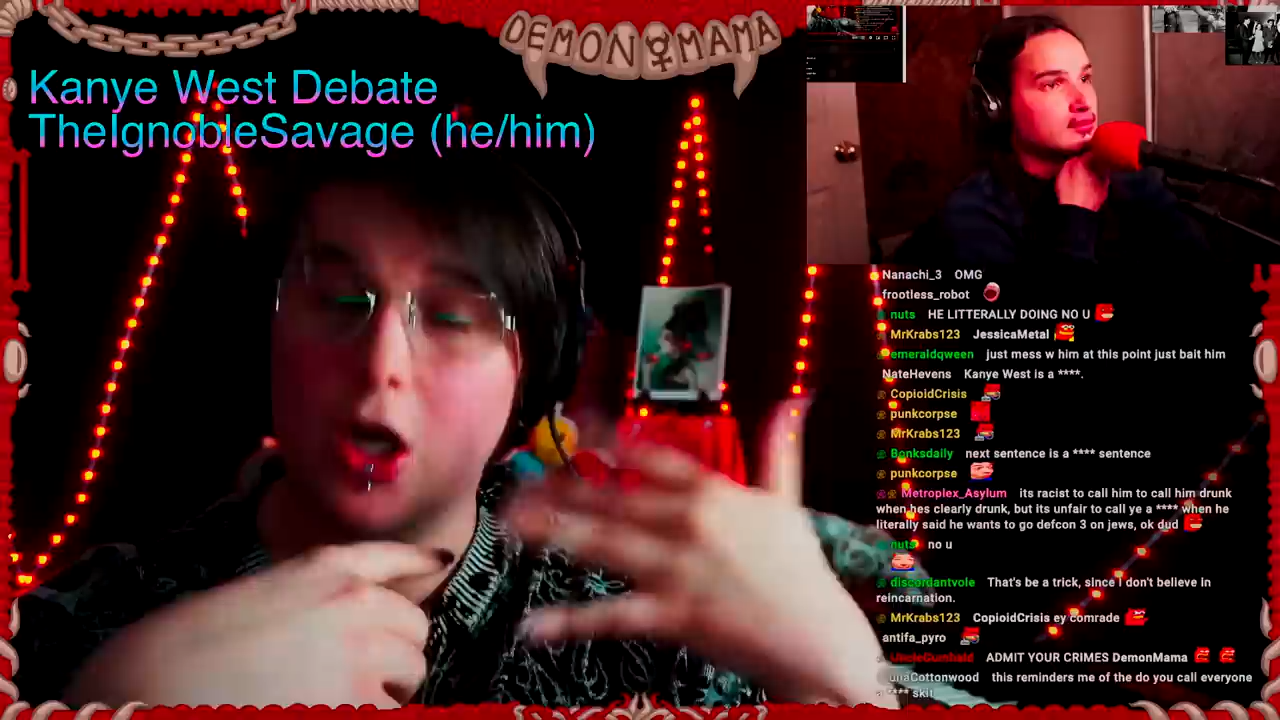 DEMON MAMA
Kanye West Debate
TheIgnobleSavage (he/him)
Nanachi_3 OMG
frootless_robot
nuts HE LITTERALLY DOING NO U
MrKrabs123 JessicaMetal
emeraldqween just mess w him at this point just bait him
NateHevens Kanye West is a ****.
CopioidCrisis
punkcorpse
MrKrabs123
Bonksdaily next sentence is a **** sentence
punkcorpse
Metroplex_Asylum its racist to call him to call him drunk
when hes clearly drunk, but its unfair to call ye a **** when he
literally said he wants to go defcon 3 on jews, ok dud
nuts no u
discordantvole That's be a trick, since I don't believe in
reincarnation.
MrKrabs123 CopioidCrisis ey comrade
antifa_pyro
UncleGumbald ADMIT YOUR CRIMES DemonMama
this reminders me of the do you call everyone
a **** skit